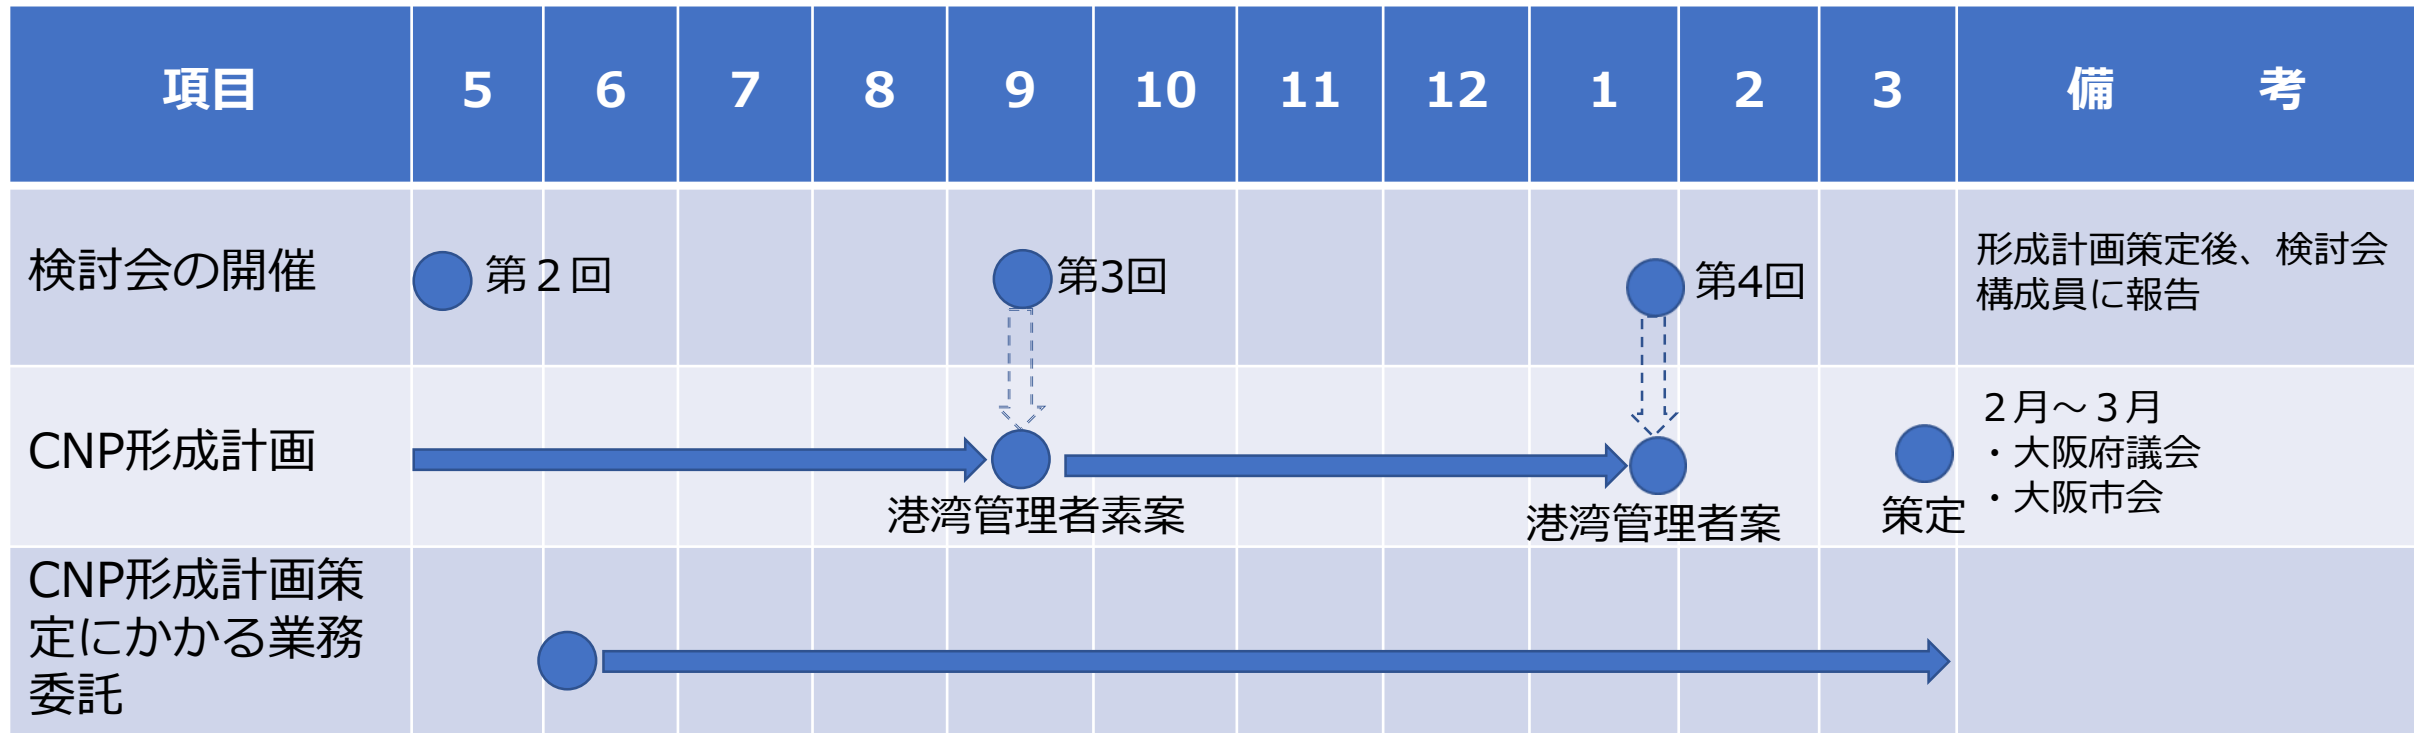 項目 5 6 7 8 9 10 11 12 1 2 3 備 考
検討会の開催 第２回 第3回 第4回
形成計画策定後、検討会
構成員に報告
CNP形成計画
港湾管理者素案 港湾管理者案 策定
２月～３月
・大阪府議会
・大阪市会
CNP形成計画策
定にかかる業務
委託